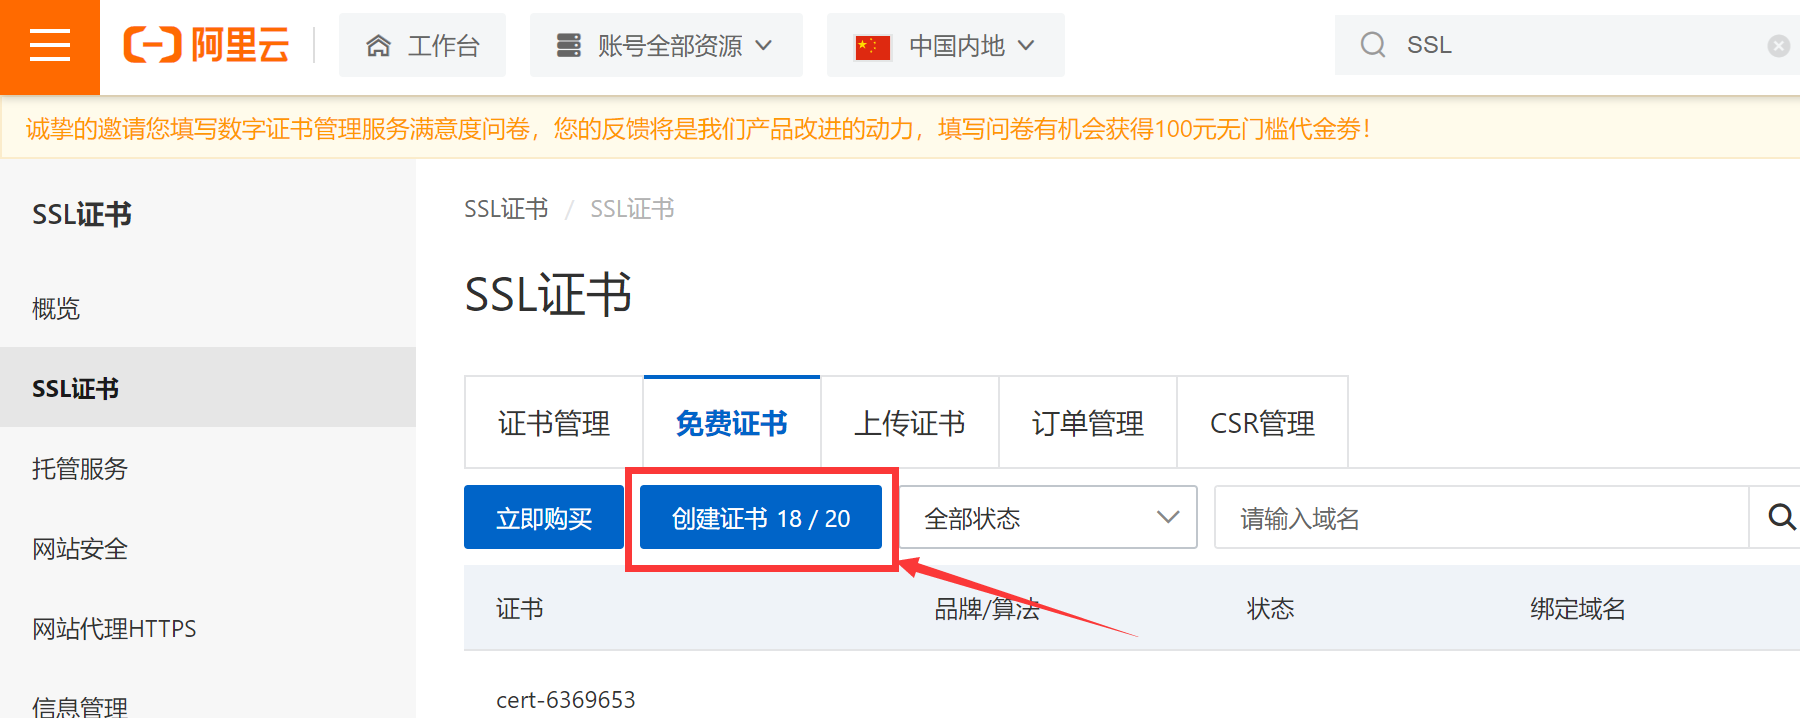 阿里云 工作台 账号全部资源 中国内地 SSL
诚挚的邀请您填写数字证书管理服务满意度问卷，您的反馈将是我们产品改进的动力，填写问卷有机会获得100元无门槛代金券！
SSL证书
概览
SSL证书
托管服务
网站安全
网站代理HTTPS
信息管理
SSL证书 / SSL证书
SSL证书
证书管理 免费证书 上传证书 订单管理 CSR管理
立即购买 创建证书 18 / 20 全部状态 请输入域名
证书 品牌/算法 状态 绑定域名
cert-6369653